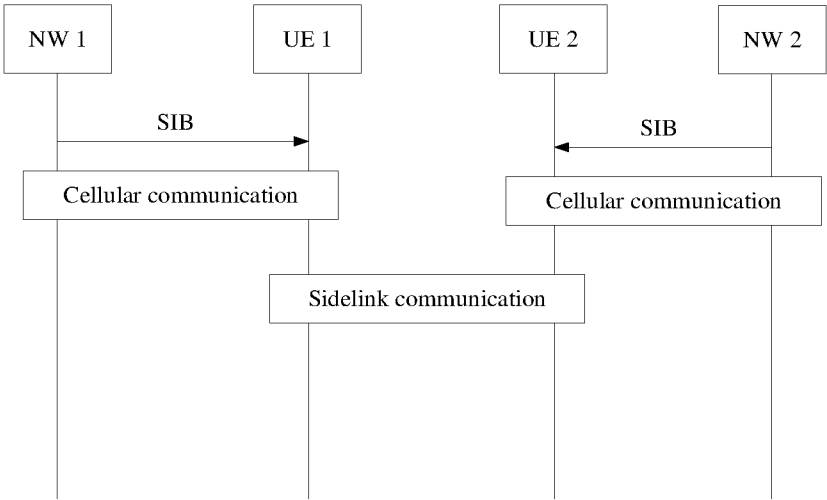 NW 1
UE 1
UE 2
NW 2
SIB
SIB
Cellular communication
Cellular communication
Sidelink communication